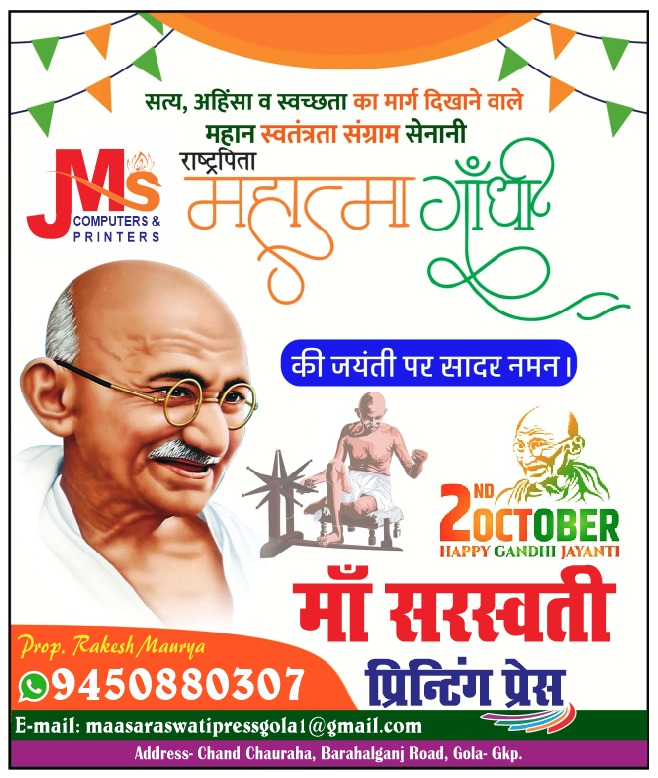 सत्य, अहिंसा व स्वच्छता का मार्ग दिखाने वाले
महान स्वतंत्रता संग्राम सेनानी
JMS
COMPUTERS &
PRINTERS
राष्ट्रपिता
महात्मा गाँधी
की जयंती पर सादर नमन।
2ND OCTOBER
HAPPY GANDHI JAYANTI
माँ सरस्वती
प्रिन्टिंग प्रेस
Prop. Rakesh Maurya
9450880307
E-mail: maasaraswatipressgola1@gmail.com
Address- Chand Chauraha, Barahalganj Road, Gola- Gkp.